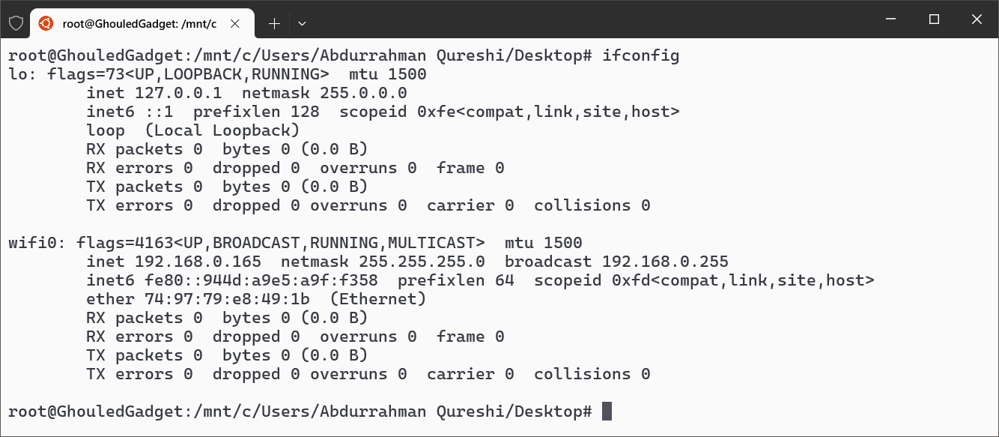 root@GhouledGadget: /mnt/c
root@GhouledGadget:/mnt/c/Users/Abdurrahman Qureshi/Desktop# ifconfig
lo: flags=73<UP,LOOPBACK,RUNNING>  mtu 1500
        inet 127.0.0.1  netmask 255.0.0.0
        inet6 ::1  prefixlen 128  scopeid 0xfe<compat,link,site,host>
        loop  (Local Loopback)
        RX packets 0  bytes 0 (0.0 B)
        RX errors 0  dropped 0  overruns 0  frame 0
        TX packets 0  bytes 0 (0.0 B)
        TX errors 0  dropped 0 overruns 0  carrier 0  collisions 0

wifi0: flags=4163<UP,BROADCAST,RUNNING,MULTICAST>  mtu 1500
        inet 192.168.0.165  netmask 255.255.255.0  broadcast 192.168.0.255
        inet6 fe80::944d:a9e5:a9f:f358  prefixlen 64  scopeid 0xfd<compat,link,site,host>
        ether 74:97:79:e8:49:1b  (Ethernet)
        RX packets 0  bytes 0 (0.0 B)
        RX errors 0  dropped 0  overruns 0  frame 0
        TX packets 0  bytes 0 (0.0 B)
        TX errors 0  dropped 0 overruns 0  carrier 0  collisions 0

root@GhouledGadget:/mnt/c/Users/Abdurrahman Qureshi/Desktop#